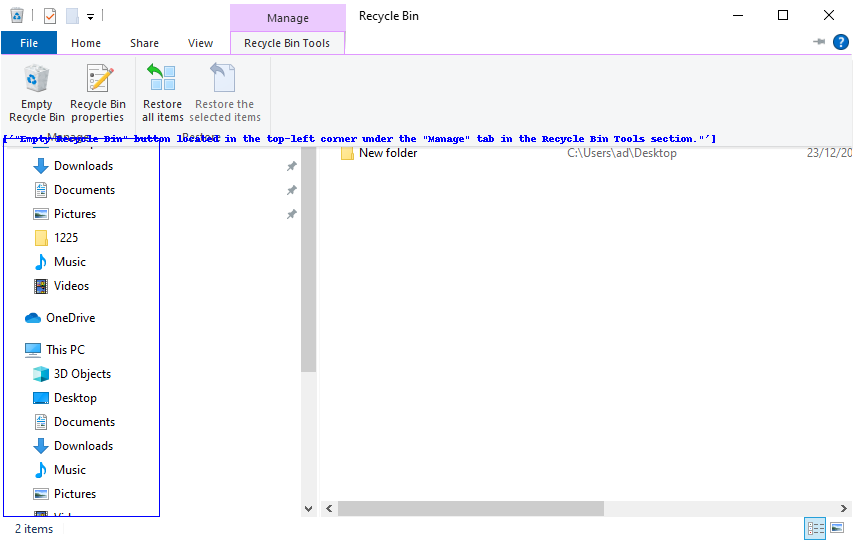 Manage
Recycle Bin
File
Home
Share
View
Recycle Bin Tools
Empty
Recycle Bin
Recycle Bin
properties
Restore
all items
Restore the
selected items
Manage
Restore
['"Empty Recycle Bin" button located in the top-left corner under the "Manage" tab in the Recycle Bin Tools section."']
Downloads
New folder
C:\Users\ad\Desktop
23/12/20
Documents
Pictures
1225
Music
Videos
OneDrive
This PC
3D Objects
Desktop
Documents
Downloads
Music
Pictures
2 items